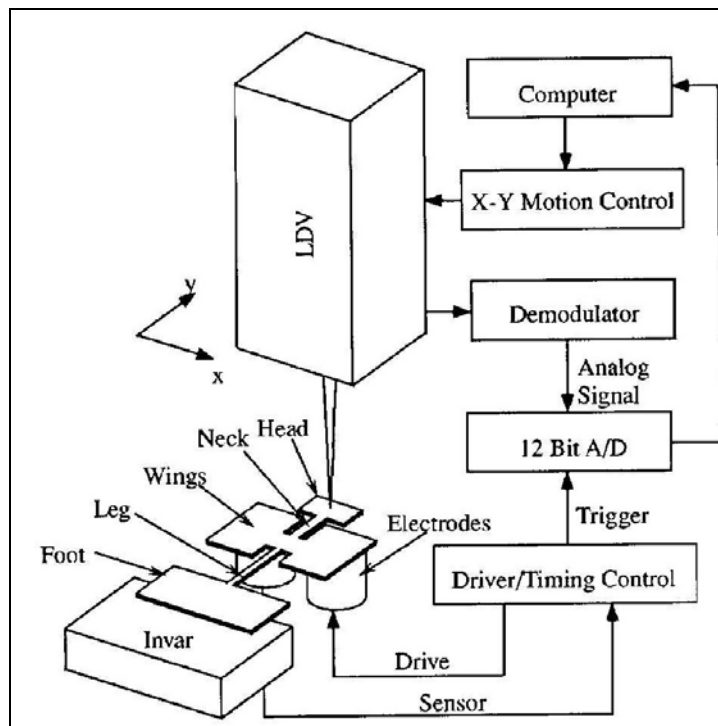 Computer
X-Y Motion Control
LDV
y
x
Demodulator
Analog
Signal
12 Bit A/D
Head
Neck
Wings
Leg
Electrodes
Trigger
Foot
Driver/Timing Control
Invar
Drive
Sensor